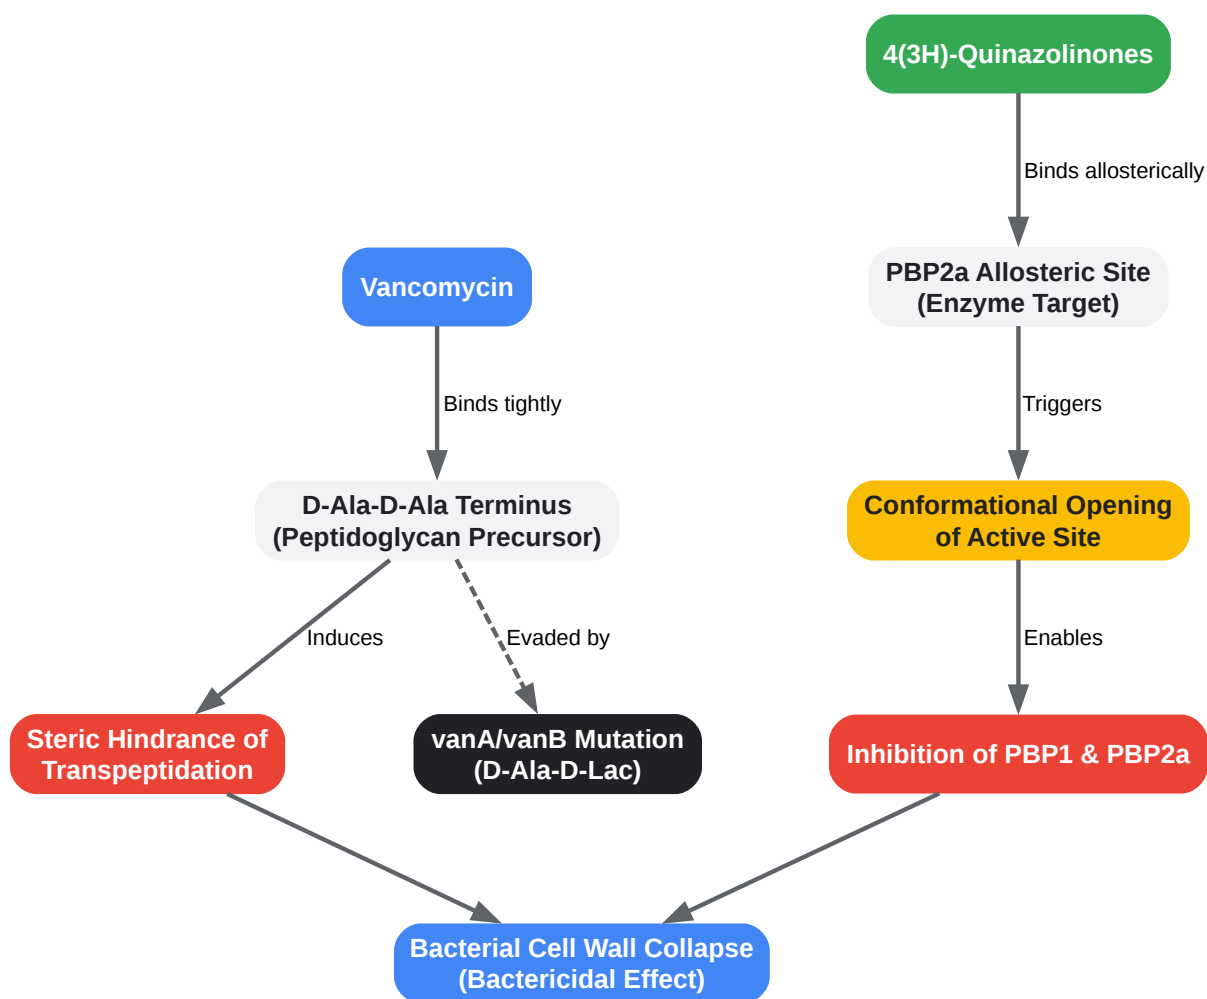 4(3H)-Quinazolinones
Binds allosterically
Vancomycin
PBP2a Allosteric Site
(Enzyme Target)
Binds tightly
Triggers
D-Ala-D-Ala Terminus
(Peptidoglycan Precursor)
Conformational Opening
of Active Site
Induces
Evaded by
Enables
Steric Hindrance of
Transpeptidation
vanA/vanB Mutation
(D-Ala-D-Lac)
Inhibition of PBP1 & PBP2a
Bacterial Cell Wall Collapse
(Bactericidal Effect)